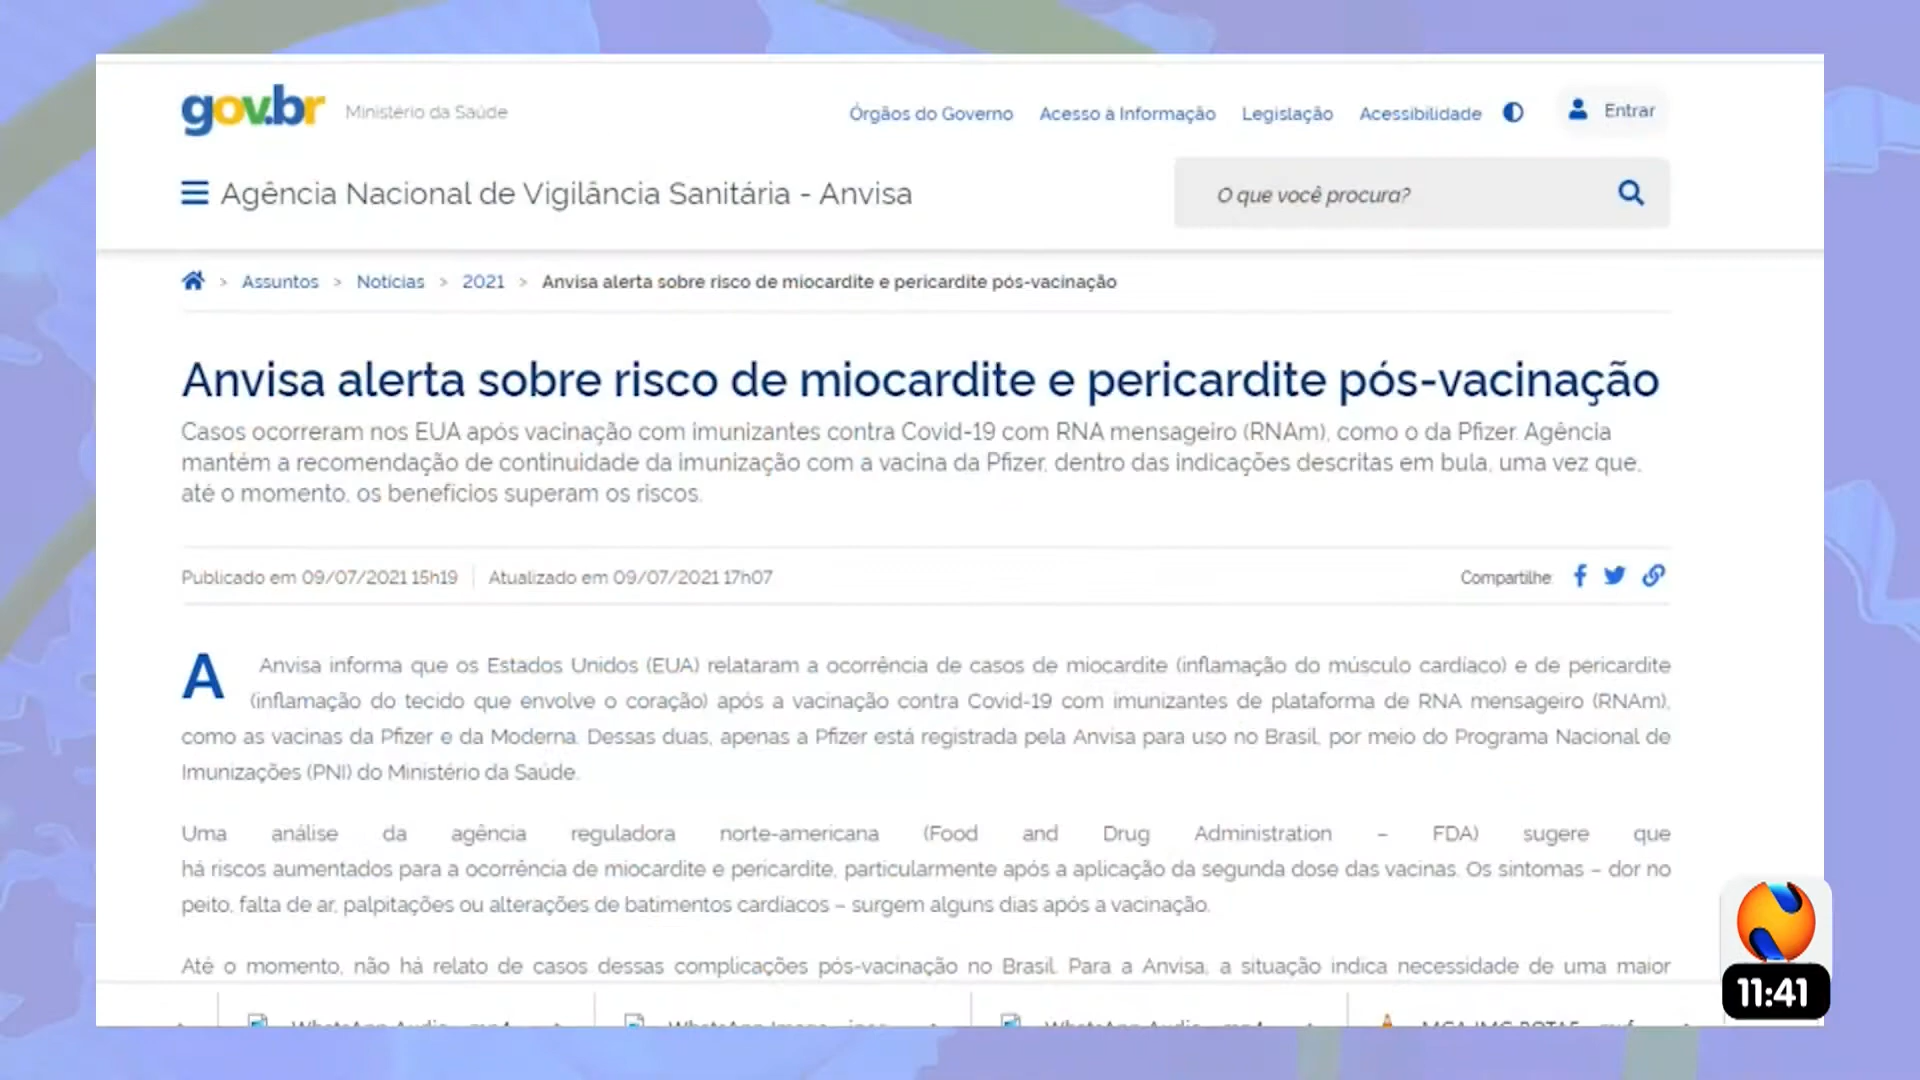 gov.br Ministério da Saúde Órgãos do Governo Acesso à Informação Legislação Acessibilidade Entrar
Agência Nacional de Vigilância Sanitária - Anvisa O que você procura?
> Assuntos > Notícias > 2021 > Anvisa alerta sobre risco de miocardite e pericardite pós-vacinação
Anvisa alerta sobre risco de miocardite e pericardite pós-vacinação
Casos ocorreram nos EUA após vacinação com imunizantes contra Covid-19 com RNA mensageiro (RNAm), como o da Pfizer. Agência
mantém a recomendação de continuidade da imunização com a vacina da Pfizer, dentro das indicações descritas em bula, uma vez que,
até o momento, os benefícios superam os riscos.
Publicado em 09/07/2021 15h19 Atualizado em 09/07/2021 17h07 Compartilhe:
A Anvisa informa que os Estados Unidos (EUA) relataram a ocorrência de casos de miocardite (inflamação do músculo cardíaco) e de pericardite
(inflamação do tecido que envolve o coração) após a vacinação contra Covid-19 com imunizantes de plataforma de RNA mensageiro (RNAm),
como as vacinas da Pfizer e da Moderna. Dessas duas, apenas a Pfizer está registrada pela Anvisa para uso no Brasil, por meio do Programa Nacional de
Imunizações (PNI) do Ministério da Saúde.
Uma análise da agência reguladora norte-americana (Food and Drug Administration – FDA) sugere que
há riscos aumentados para a ocorrência de miocardite e pericardite, particularmente após a aplicação da segunda dose das vacinas. Os sintomas – dor no
peito, falta de ar, palpitações ou alterações de batimentos cardíacos – surgem alguns dias após a vacinação.
Até o momento, não há relato de casos dessas complicações pós-vacinação no Brasil. Para a Anvisa, a situação indica necessidade de uma maior
WhatsApp Audio WhatsApp Image WhatsApp Audio
11:41